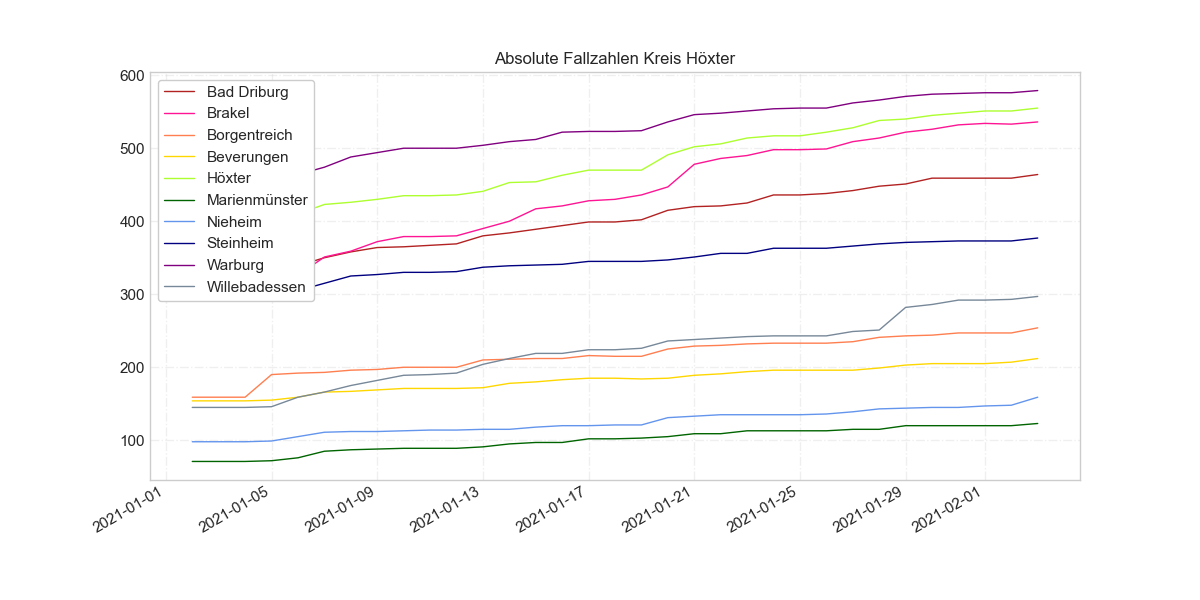 Absolute Fallzahlen Kreis Höxter
600
500
400
300
200
100
Bad Driburg
Brakel
Borgentreich
Beverungen
Höxter
Marienmünster
Nieheim
Steinheim
Warburg
Willebadessen
2021-01-01
2021-01-05
2021-01-09
2021-01-13
2021-01-17
2021-01-21
2021-01-25
2021-01-29
2021-02-01